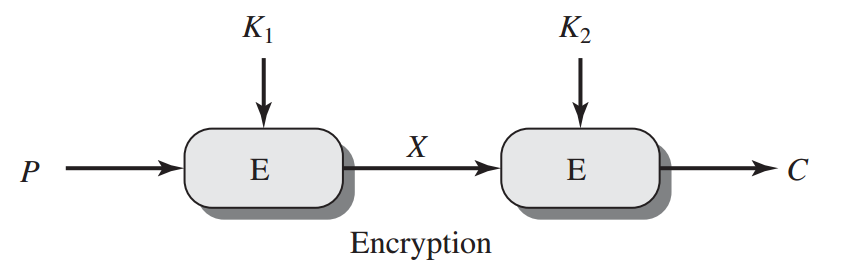 K1 K2
P E X E C
Encryption